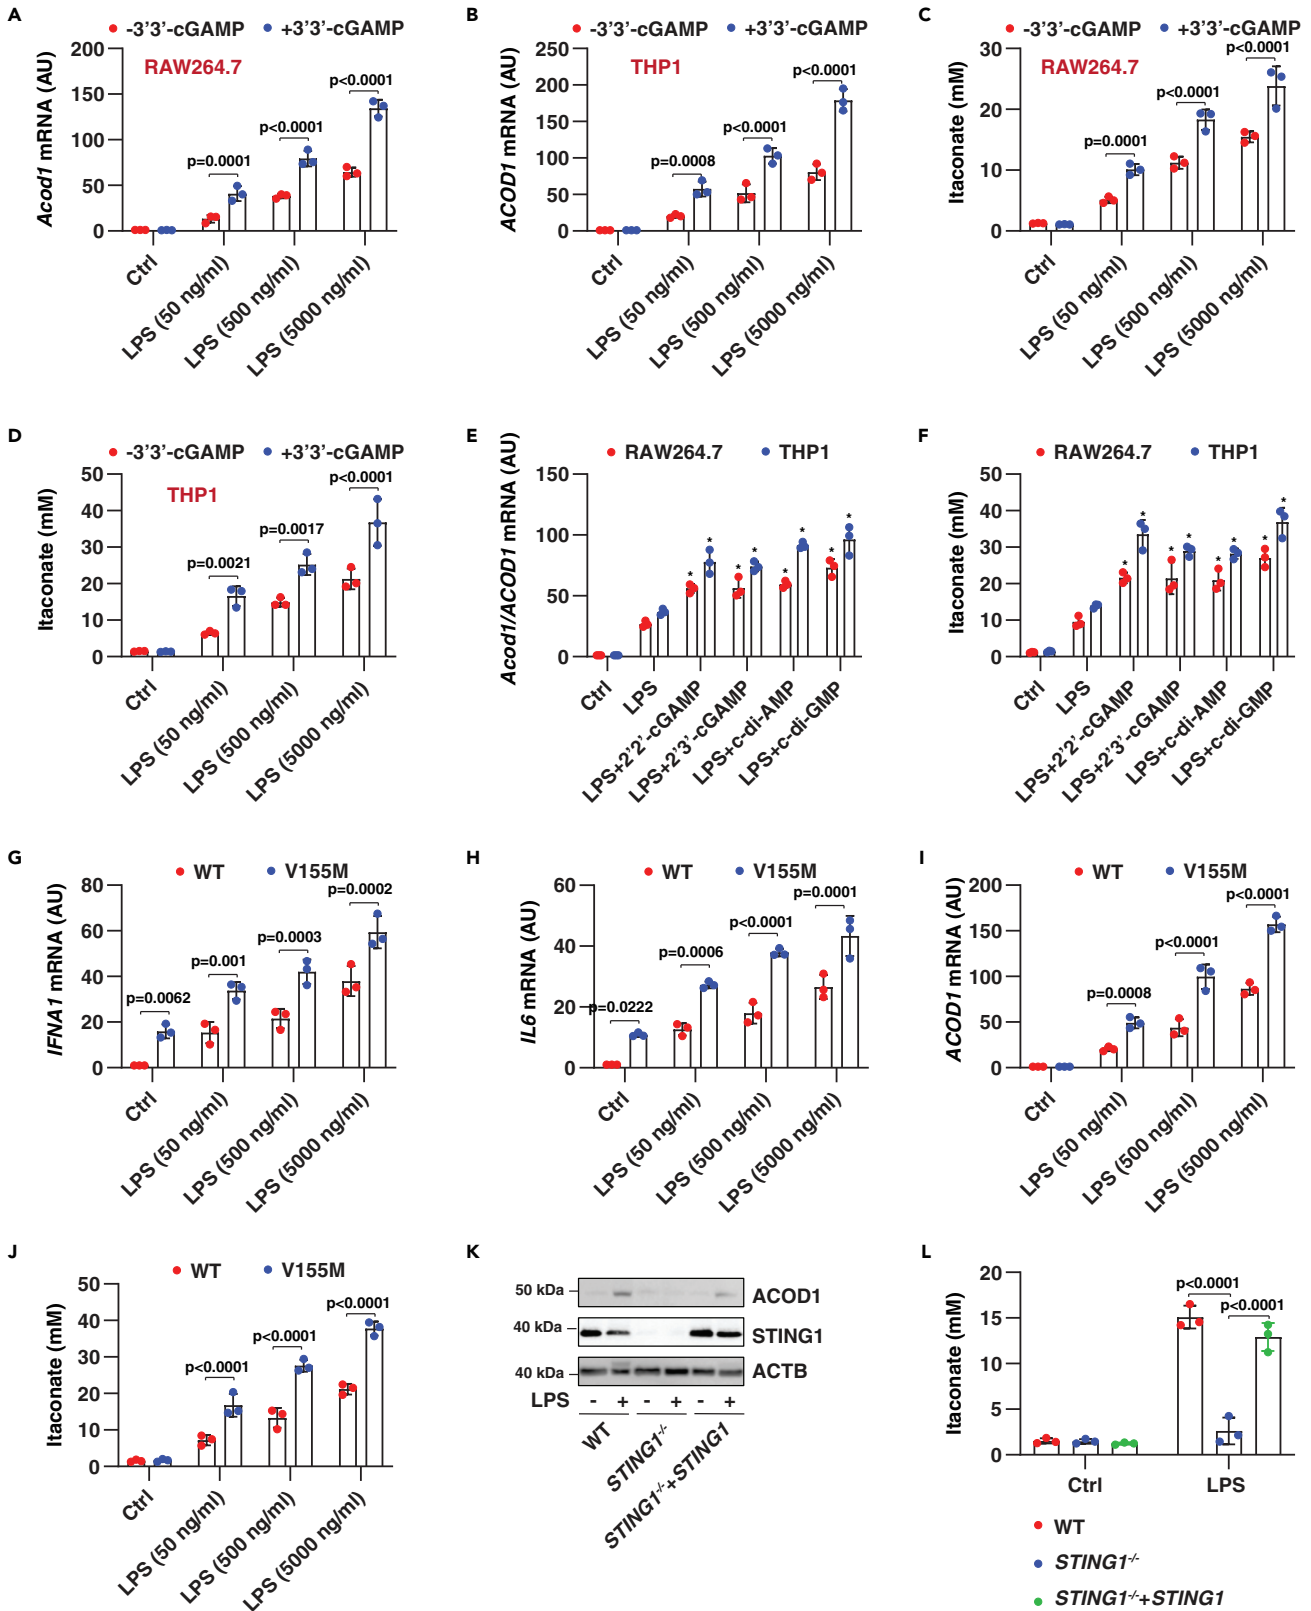 A
-3'3'-cGAMP +3'3'-cGAMP
RAW264.7
Acod1 mRNA (AU)
200
150
100
50
0
p=0.0001
p<0.0001
p<0.0001
Ctrl
LPS (50 ng/ml)
LPS (500 ng/ml)
LPS (5000 ng/ml)
B
-3'3'-cGAMP +3'3'-cGAMP
THP1
ACOD1 mRNA (AU)
250
200
150
100
50
0
p=0.0008
p<0.0001
p<0.0001
Ctrl
LPS (50 ng/ml)
LPS (500 ng/ml)
LPS (5000 ng/ml)
C
-3'3'-cGAMP +3'3'-cGAMP
RAW264.7
Itaconate (mM)
30
20
10
0
p=0.0001
p<0.0001
p<0.0001
Ctrl
LPS (50 ng/ml)
LPS (500 ng/ml)
LPS (5000 ng/ml)
D
-3'3'-cGAMP +3'3'-cGAMP
THP1
Itaconate (mM)
50
40
30
20
10
0
p=0.0021
p=0.0017
p<0.0001
Ctrl
LPS (50 ng/ml)
LPS (500 ng/ml)
LPS (5000 ng/ml)
E
RAW264.7 THP1
Acod1/ACOD1 mRNA (AU)
150
100
50
0
* * * * * * * *
Ctrl
LPS
LPS+2'2'-cGAMP
LPS+2'3'-cGAMP
LPS+c-di-AMP
LPS+c-di-GMP
F
RAW264.7 THP1
Itaconate (mM)
50
40
30
20
10
0
* * * * * * * *
Ctrl
LPS
LPS+2'2'-cGAMP
LPS+2'3'-cGAMP
LPS+c-di-AMP
LPS+c-di-GMP
G
WT V155M
IFNA1 mRNA (AU)
80
60
40
20
0
p=0.0062
p=0.001
p=0.0003
p=0.0002
Ctrl
LPS (50 ng/ml)
LPS (500 ng/ml)
LPS (5000 ng/ml)
H
WT V155M
IL6 mRNA (AU)
60
40
20
0
p=0.0222
p=0.0006
p<0.0001
p=0.0001
Ctrl
LPS (50 ng/ml)
LPS (500 ng/ml)
LPS (5000 ng/ml)
I
WT V155M
ACOD1 mRNA (AU)
200
150
100
50
0
p=0.0008
p<0.0001
p<0.0001
Ctrl
LPS (50 ng/ml)
LPS (500 ng/ml)
LPS (5000 ng/ml)
J
WT V155M
Itaconate (mM)
50
40
30
20
10
0
p<0.0001
p<0.0001
p<0.0001
Ctrl
LPS (50 ng/ml)
LPS (500 ng/ml)
LPS (5000 ng/ml)
K
50 kDa ACOD1
40 kDa STING1
40 kDa ACTB
LPS - + - + - +
WT
STING1-/-
STING1-/-+STING1
L
Itaconate (mM)
20
15
10
5
0
p<0.0001
p<0.0001
Ctrl LPS
WT
STING1-/-
STING1-/-+STING1